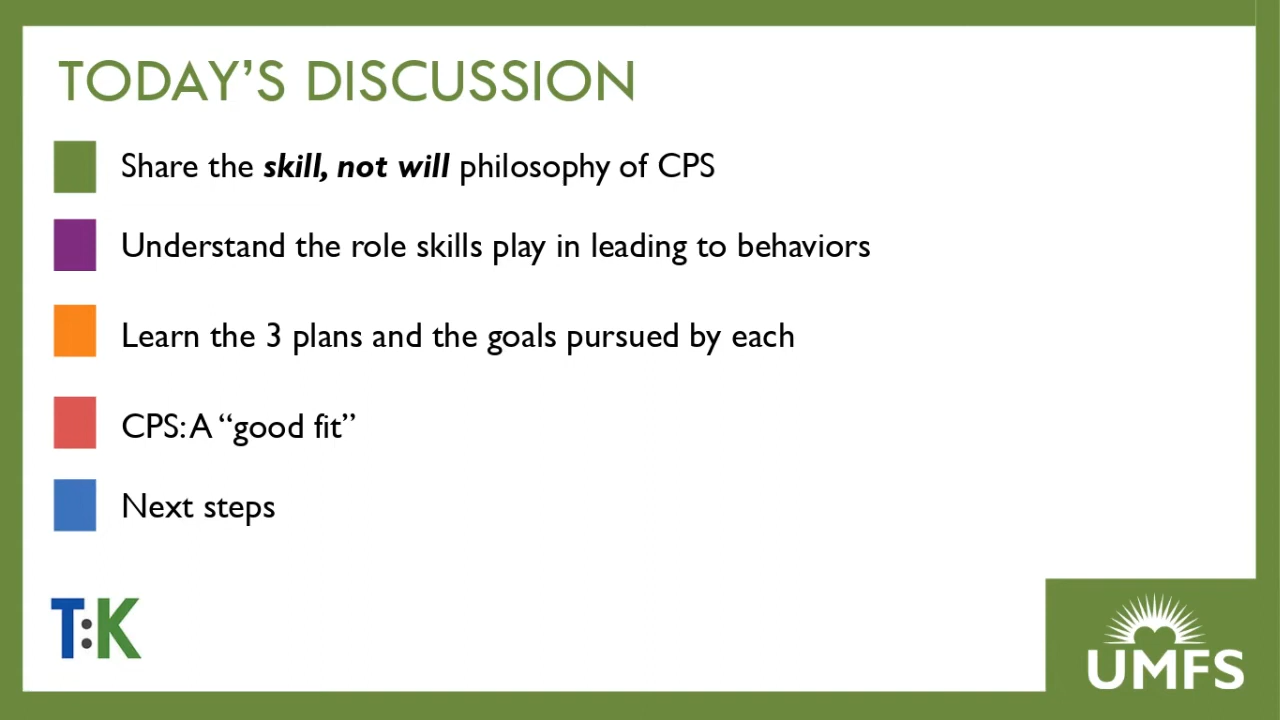 TODAY’S DISCUSSION
Share the skill, not will philosophy of CPS
Understand the role skills play in leading to behaviors
Learn the 3 plans and the goals pursued by each
CPS: A “good fit”
Next steps
T:K
UMFS